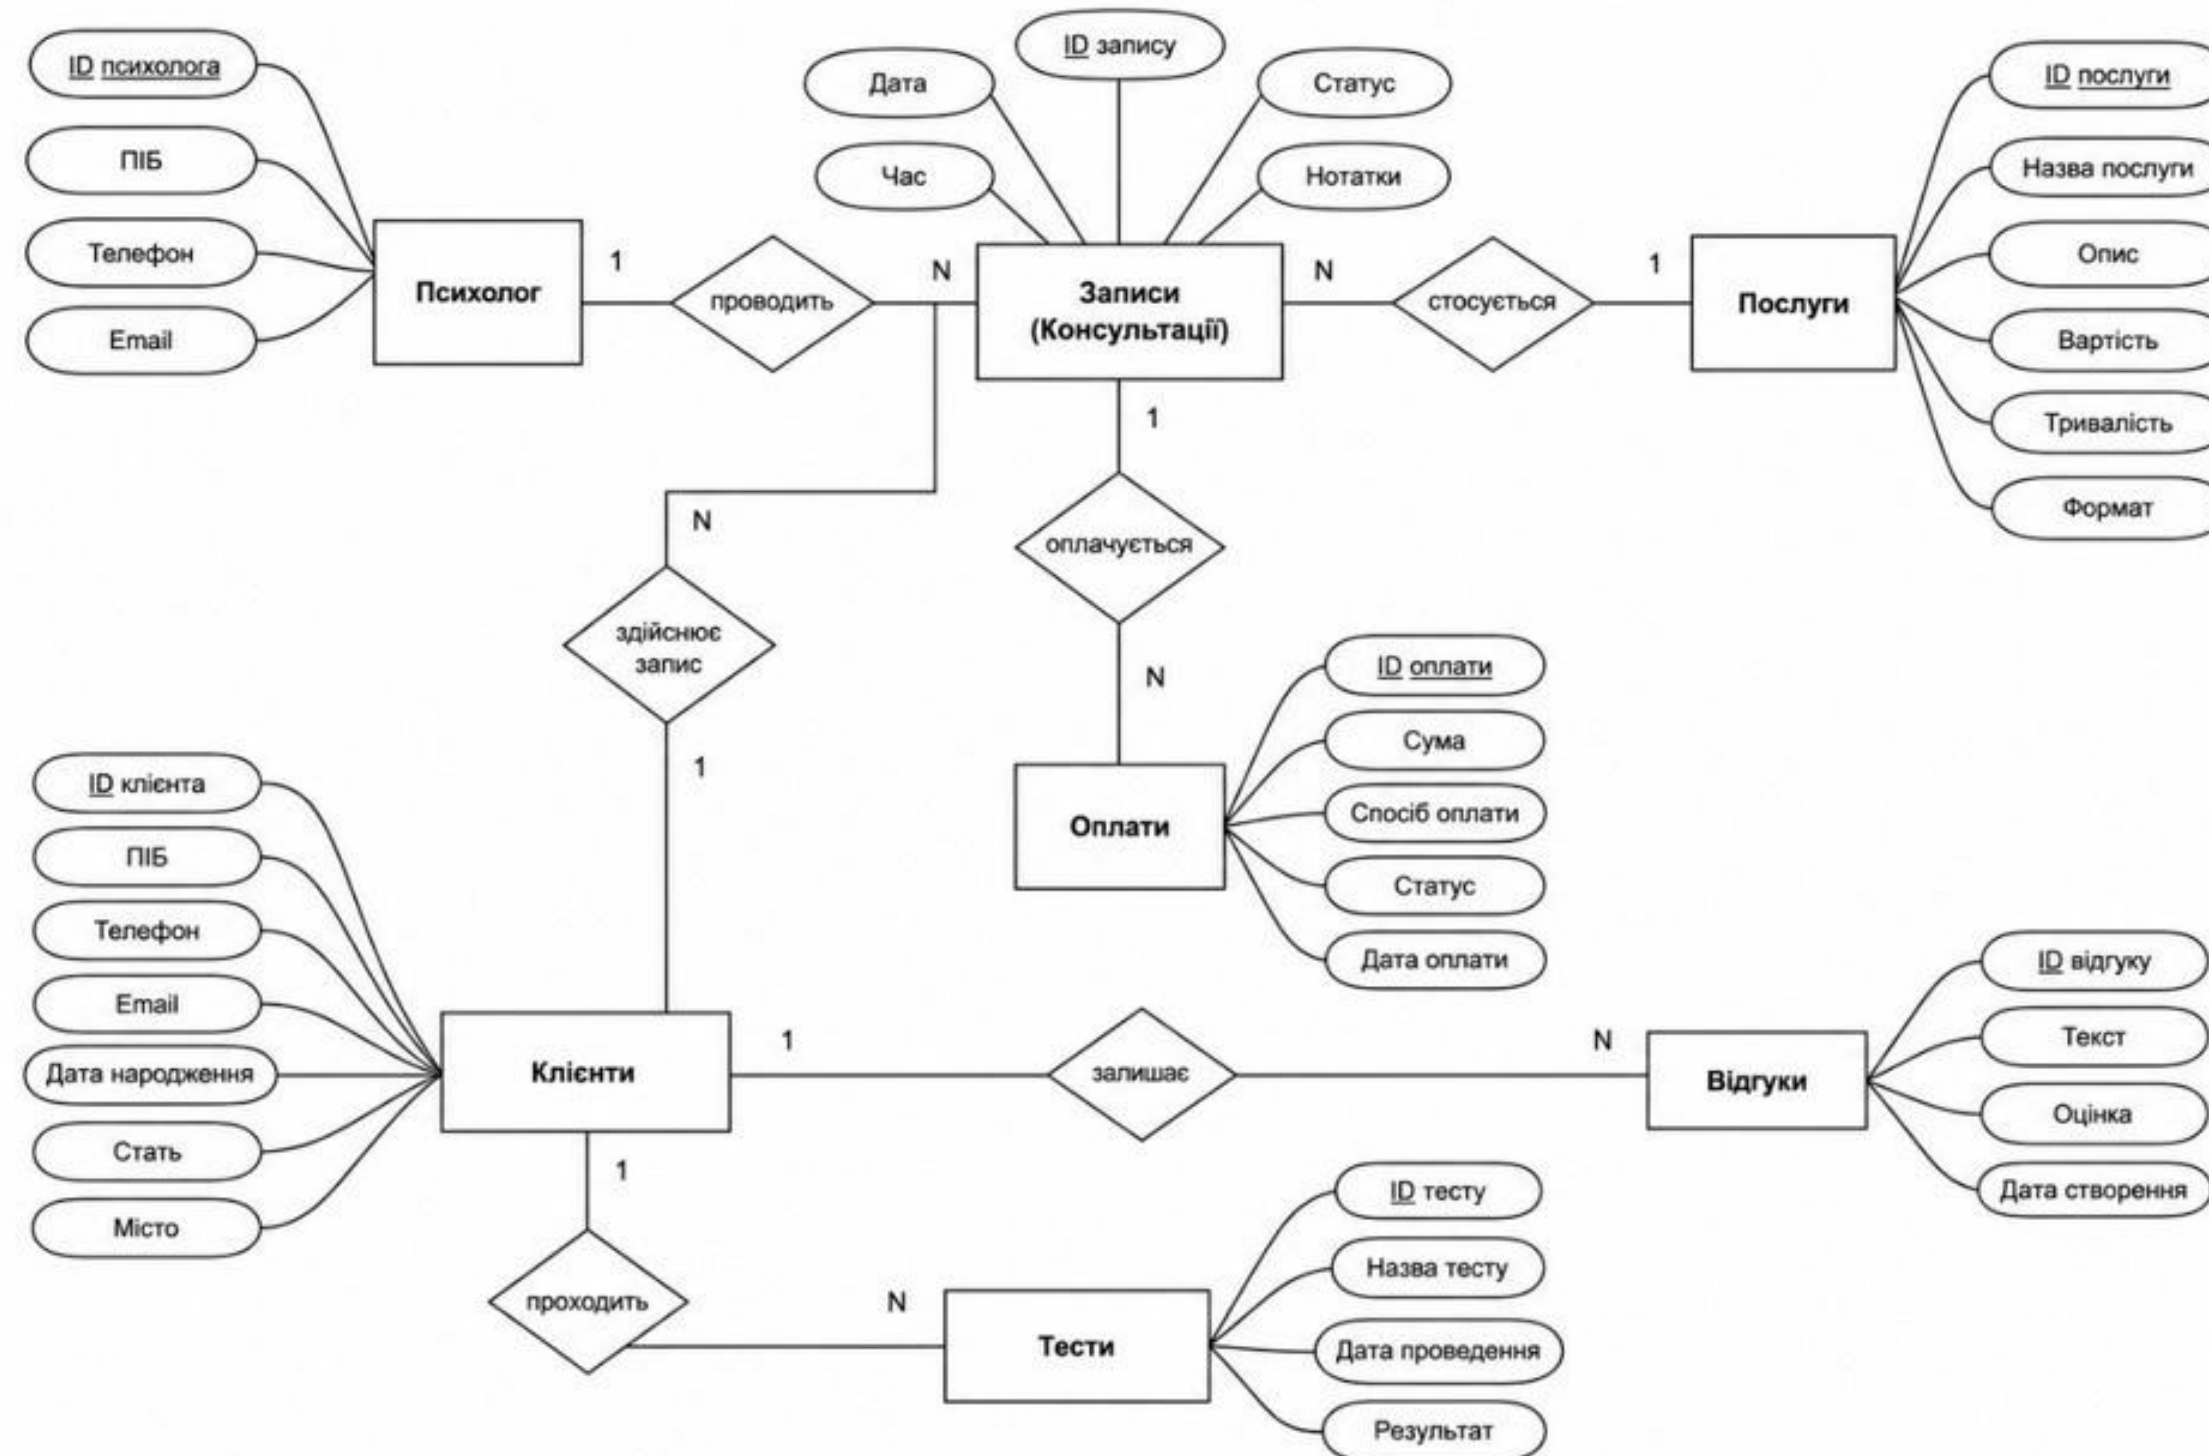 ID запису
Дата
Статус
Час
Нотатки
ID психолога
ПІБ
Телефон
Email
Психолог
1
проводить
N
Записи
(Консультації)
N
стосується
1
Послуги
ID послуги
Назва послуги
Опис
Вартість
Тривалість
Формат
1
оплачується
N
N
здійснює
запис
1
Оплати
ID оплати
Сума
Спосіб оплати
Статус
Дата оплати
ID клієнта
ПІБ
Телефон
Email
Дата народження
Стать
Місто
Клієнти
1
залишає
N
Відгуки
ID відгуку
Текст
Оцінка
Дата створення
1
проходить
N
Тести
ID тесту
Назва тесту
Дата проведення
Результат